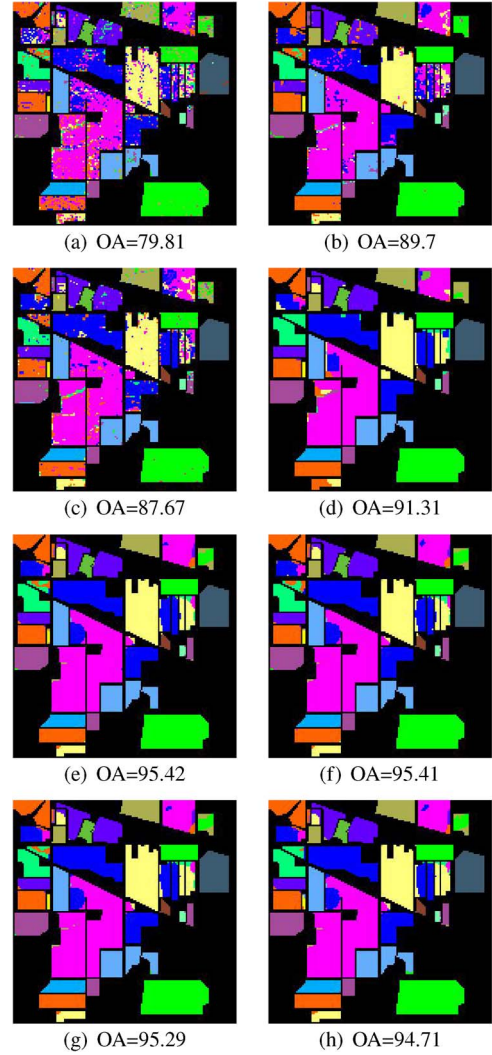 (a) OA=79.81
(b) OA=89.7
(c) OA=87.67
(d) OA=91.31
(e) OA=95.42
(f) OA=95.41
(g) OA=95.29
(h) OA=94.71